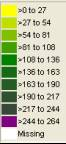 >0 to 27
>27 to 54
>54 to 81
>81 to 108
>108 to 136
>136 to 163
>163 to 190
>190 to 217
>217 to 244
>244 to 264
Missing